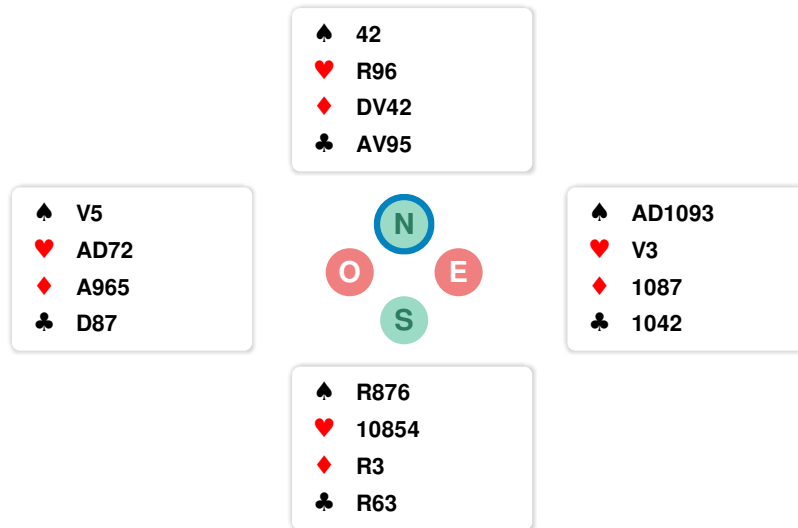 ♠ 42
♥ R96
♦ DV42
♣ AV95
♠ V5
♥ AD72
♦ A965
♣ D87
N
O E
S
♠ AD1093
♥ V3
♦ 1087
♣ 1042
♠ R876
♥ 10854
♦ R3
♣ R63